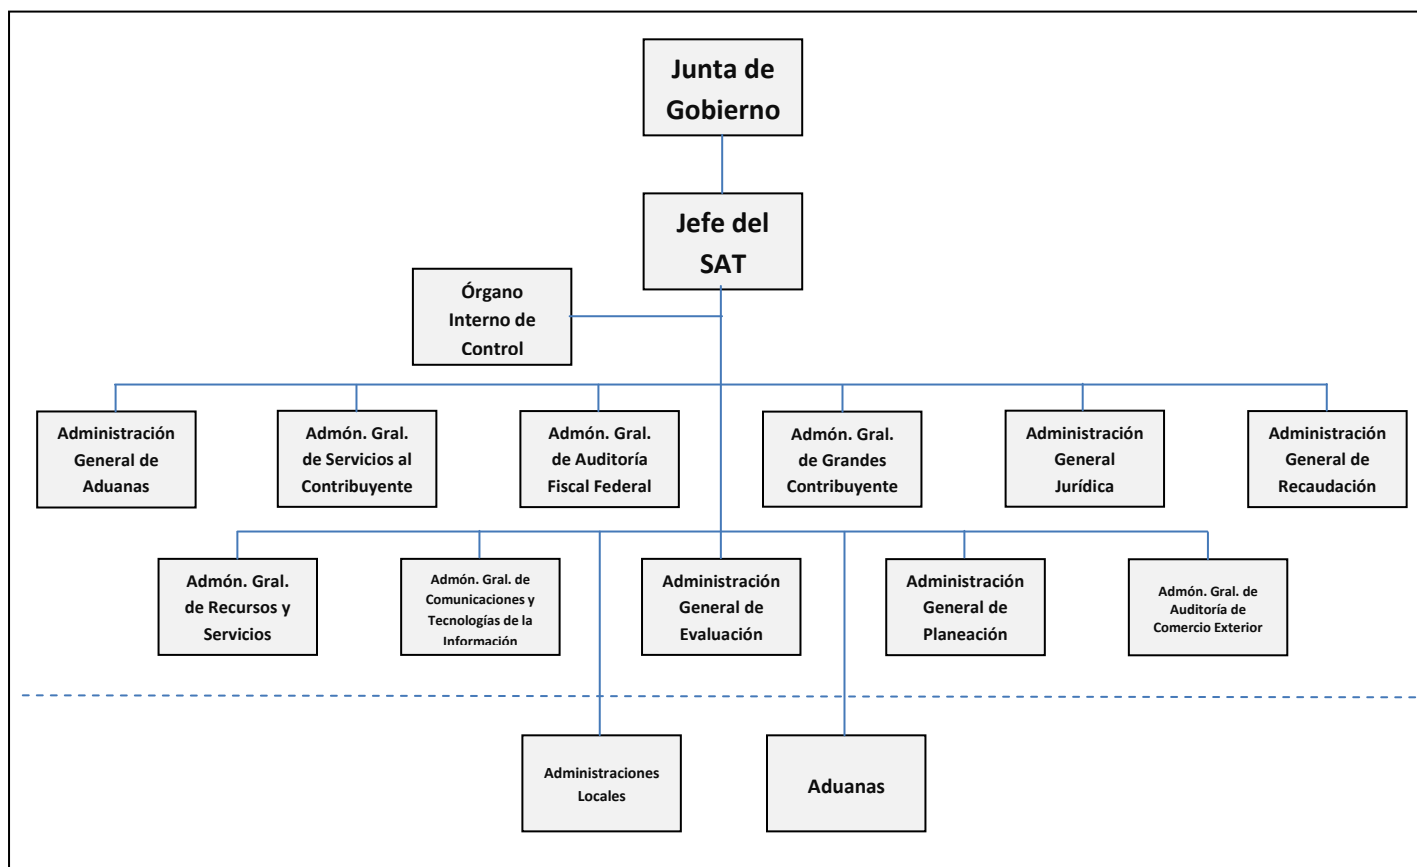 Junta de
Gobierno
Jefe del
SAT
Órgano
Interno de
Control
Administración
General de
Aduanas
Admón. Gral.
de Servicios al
Contribuyente
Admón. Gral.
de Auditoría
Fiscal Federal
Admón. Gral.
de Grandes
Contribuyente
Administración
General
Jurídica
Administración
General de
Recaudación
Admón. Gral.
de Recursos y
Servicios
Admón. Gral. de
Comunicaciones y
Tecnologías de la
Información
Administración
General de
Evaluación
Administración
General de
Planeación
Admón. Gral. de
Auditoría de
Comercio Exterior
Administraciones
Locales
Aduanas